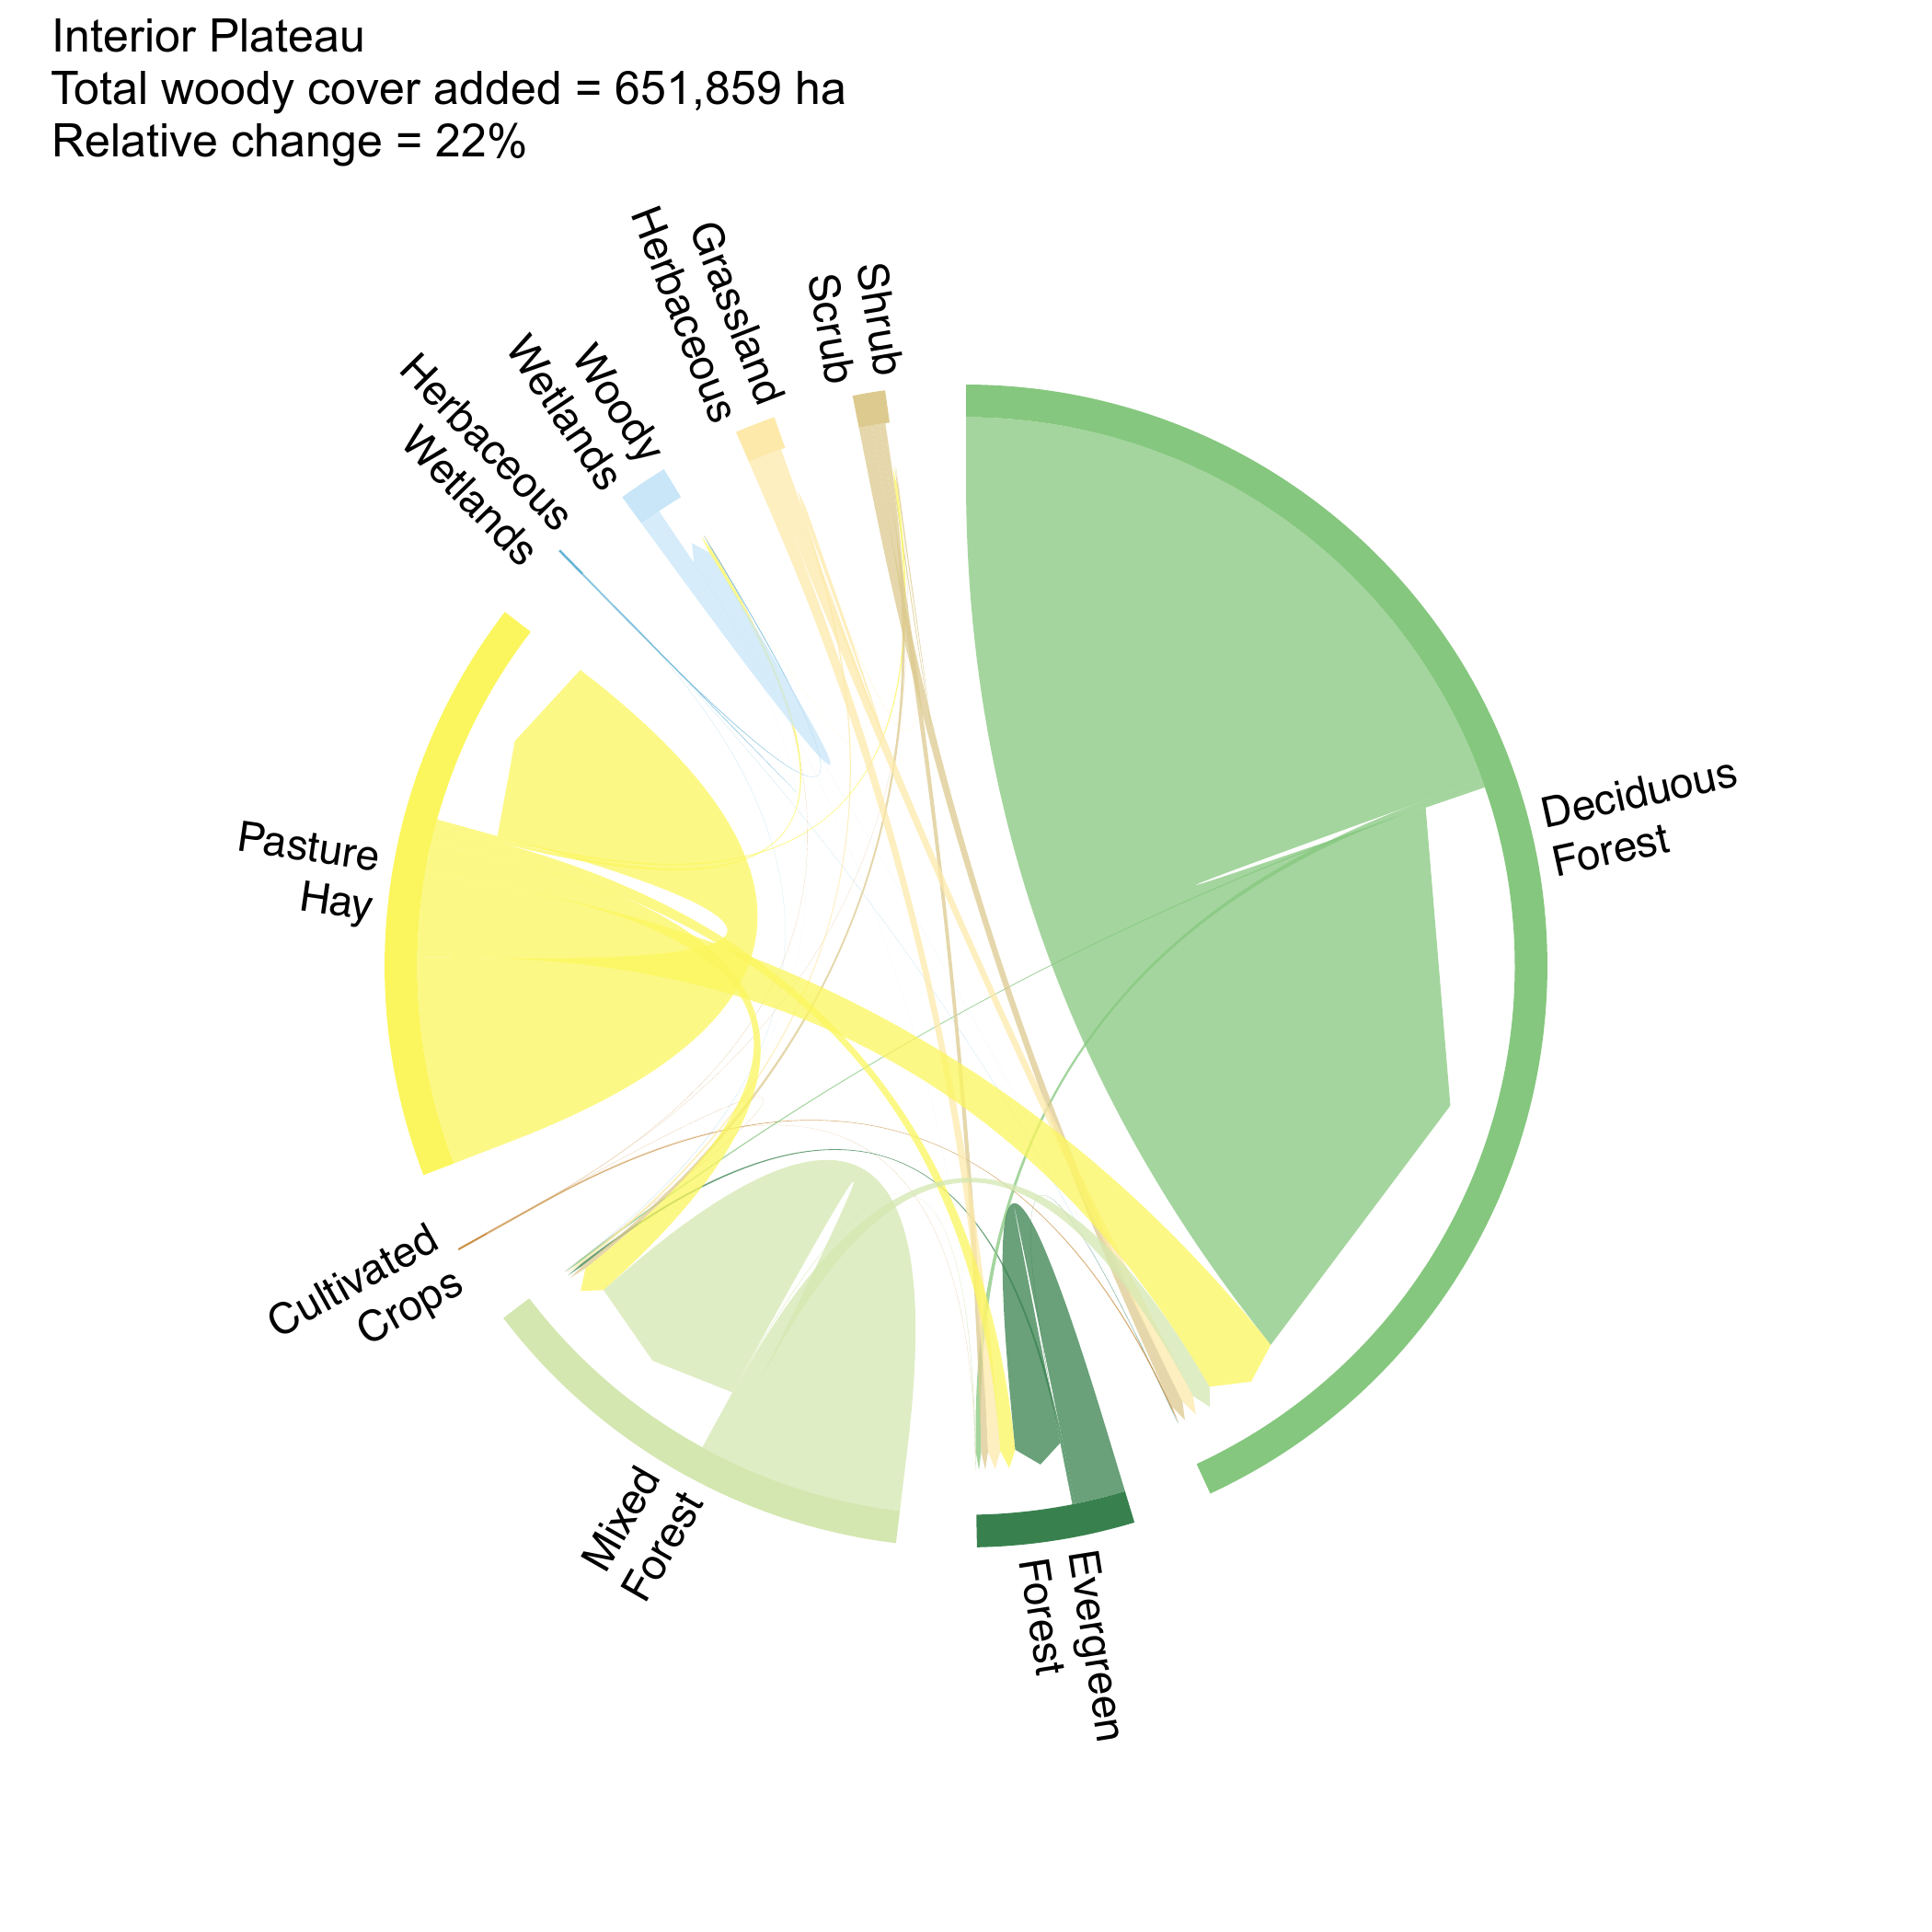 Interior Plateau
Total woody cover added = 651,859 ha
Relative change = 22%
Shrub
Scrub
Grassland
Herbaceous
Woody
Wetlands
Herbaceous
Wetlands
Pasture
Hay
Cultivated
Crops
Mixed
Forest
Evergreen
Forest
Deciduous
Forest